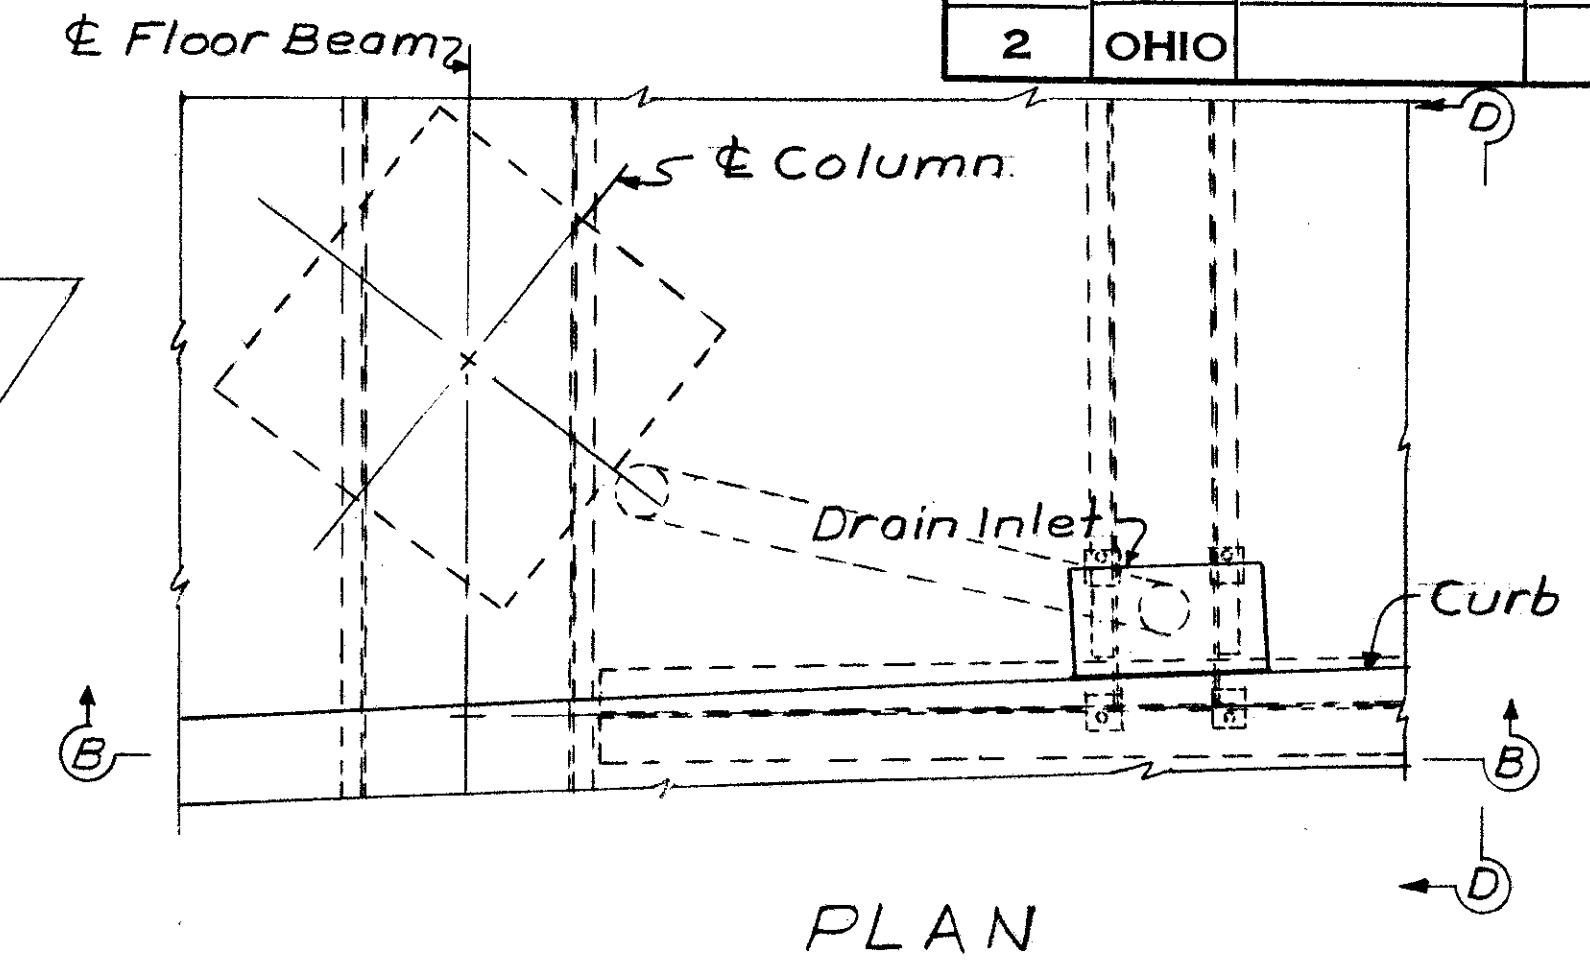 ℄ Floor Beam
2 OHIO
D
℄ Column
Drain Inlet
Curb
B
B
D
PLAN